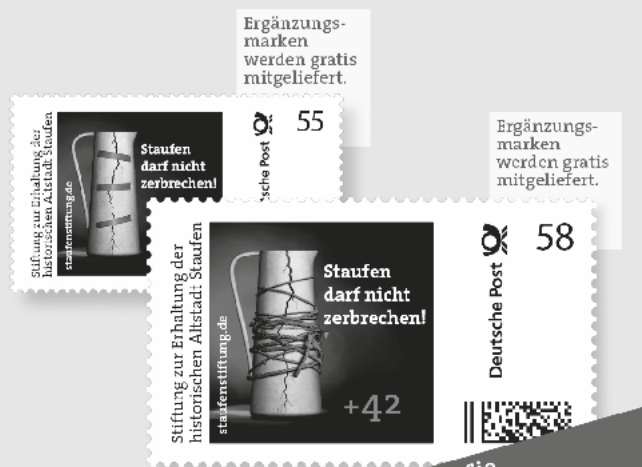 Ergänzungs-
marken
werden gratis
mitgeliefert.
Stiftung zur Erhaltung der
historischen Altstadt Staufen
staufenstiftung.de
Staufen
darf nicht
zerbrechen!
55
Ergänzungs-
marken
werden gratis
mitgeliefert.
Stiftung zur Erhaltung der
historischen Altstadt Staufen
staufenstiftung.de
Staufen
darf nicht
zerbrechen!
+42
Deutsche Post
58